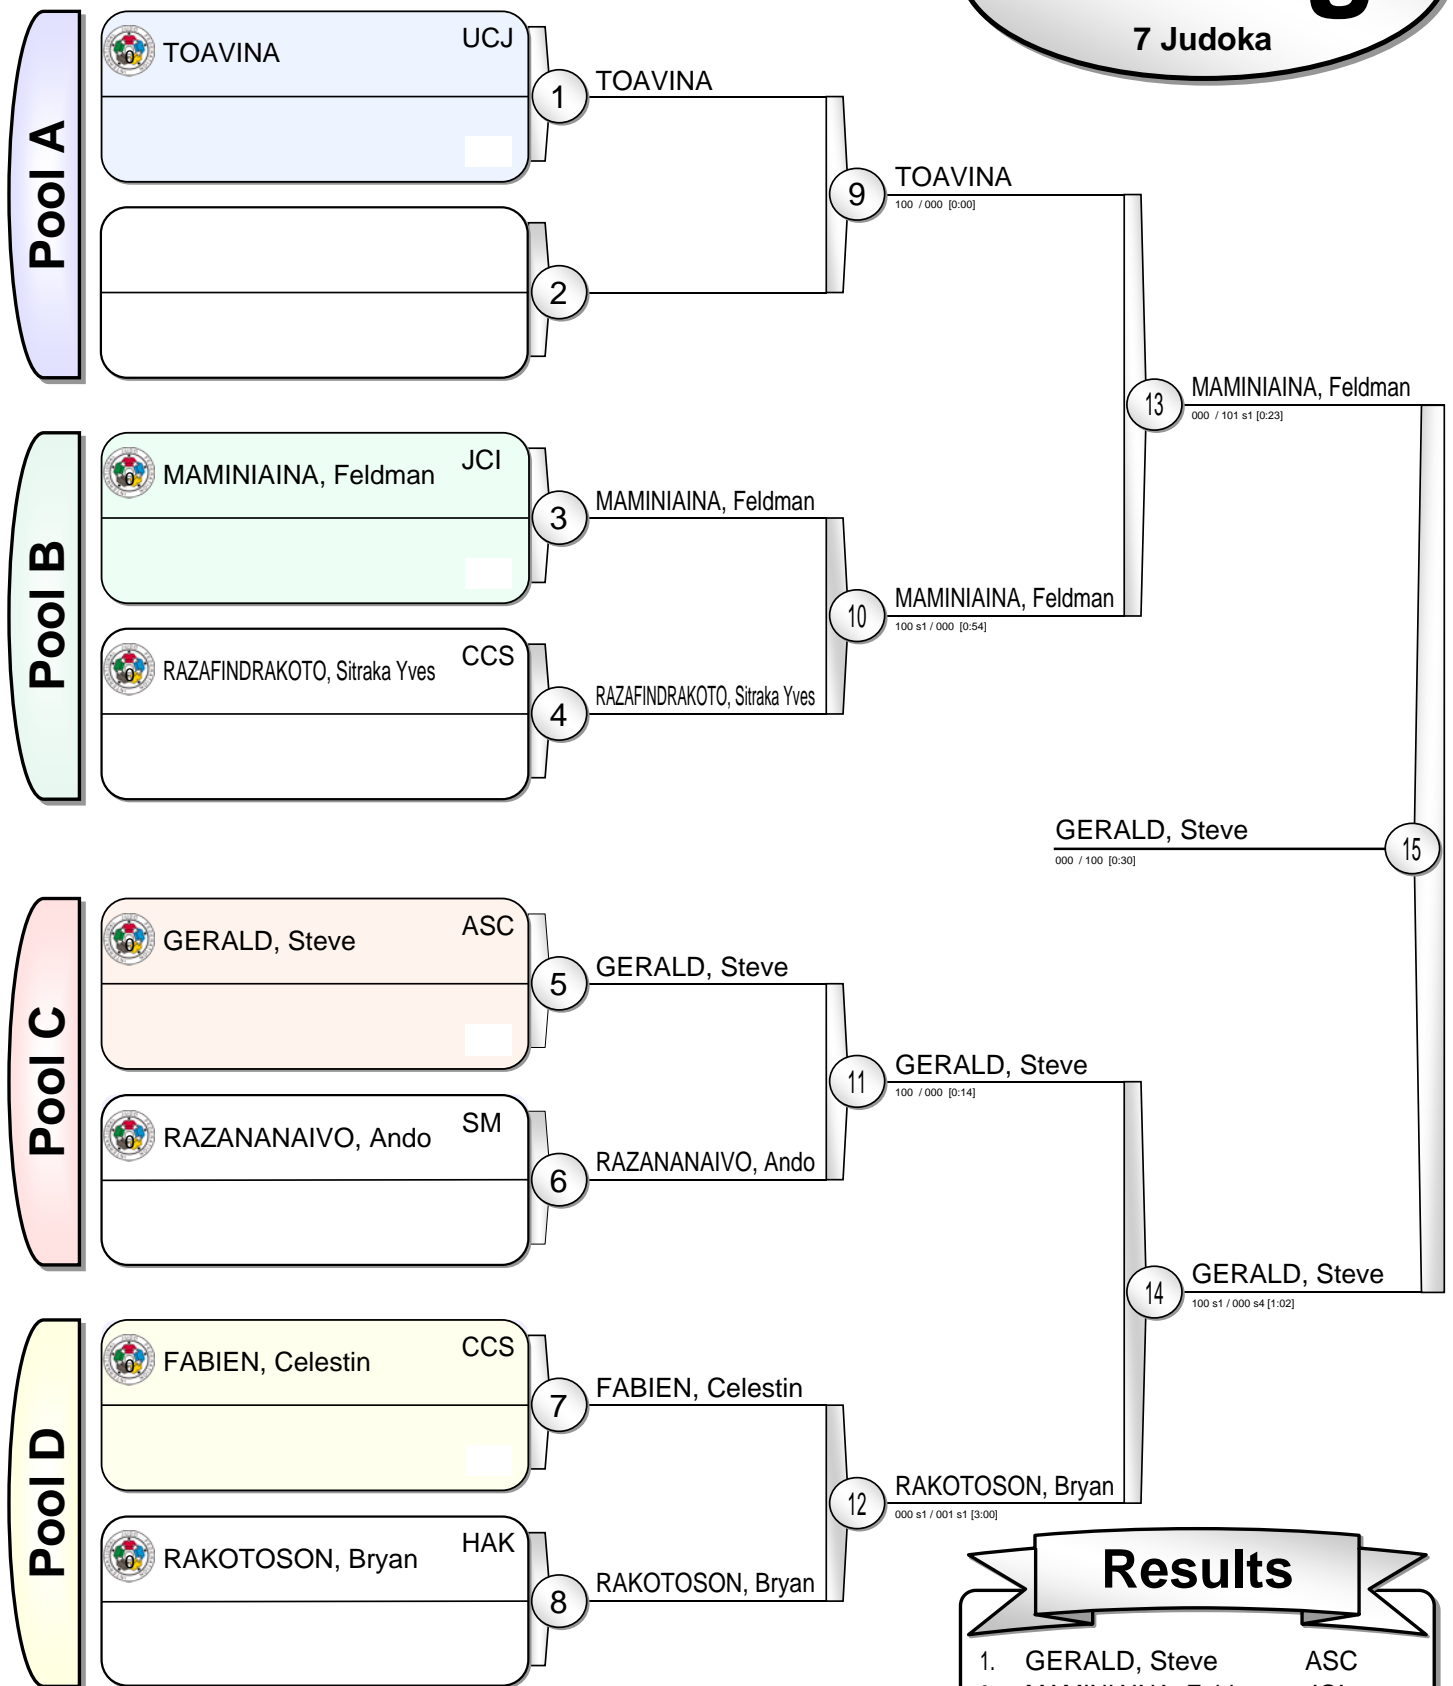 7 Judoka
Pool A
TOAVINA UCJ
1
TOAVINA
2
9
TOAVINA
100 / 000 [0:00]
Pool B
MAMINIAINA, Feldman JCI
3
MAMINIAINA, Feldman
RAZAFINDRAKOTO, Sitraka Yves CCS
4
RAZAFINDRAKOTO, Sitraka Yves
10
MAMINIAINA, Feldman
100 s1 / 000 [0:54]
13
MAMINIAINA, Feldman
000 / 101 s1 [0:23]
GERALD, Steve
000 / 100 [0:30]
15
Pool C
GERALD, Steve ASC
5
GERALD, Steve
RAZANANAIVO, Ando SM
6
RAZANANAIVO, Ando
11
GERALD, Steve
100 / 000 [0:14]
Pool D
FABIEN, Celestin CCS
7
FABIEN, Celestin
RAKOTOSON, Bryan HAK
8
RAKOTOSON, Bryan
12
RAKOTOSON, Bryan
000 s1 / 001 s1 [3:00]
14
GERALD, Steve
100 s1 / 000 s4 [1:02]
Results
1. GERALD, Steve ASC